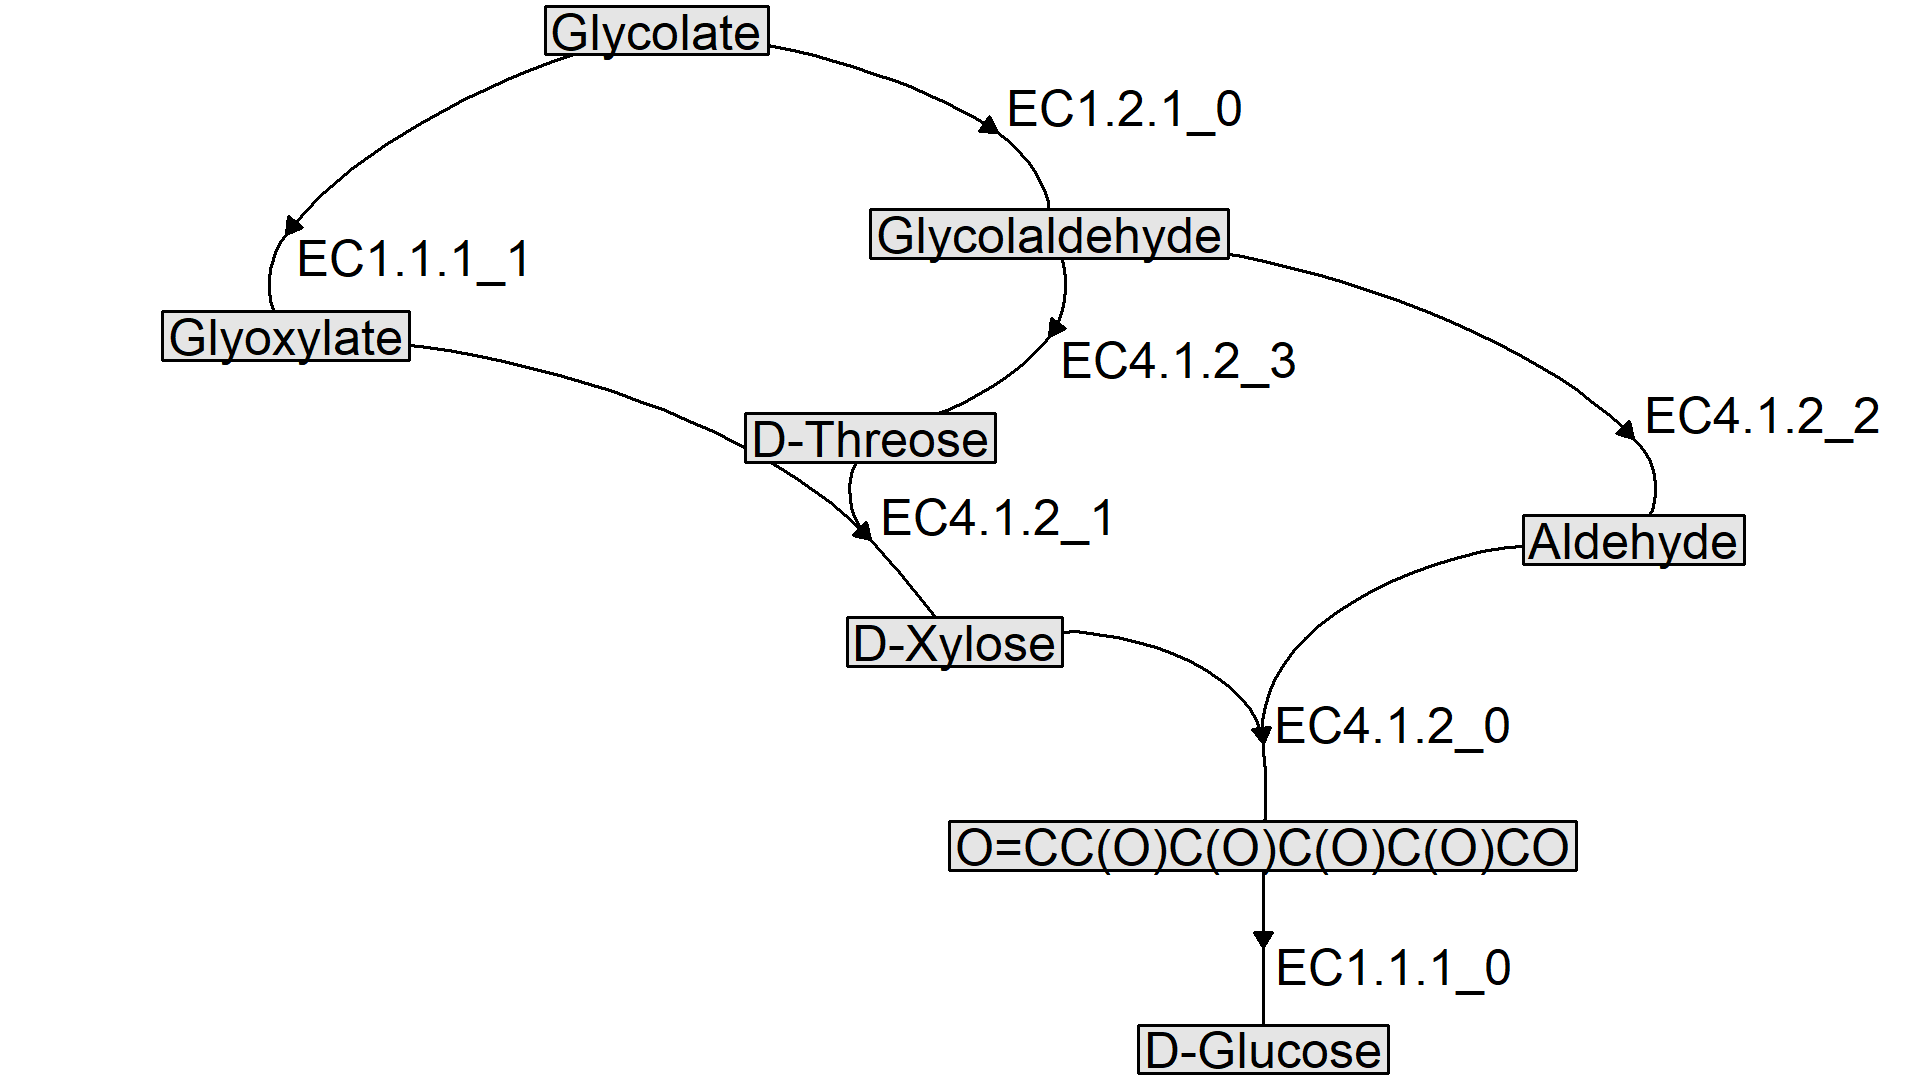 Glycolate
EC1.2.1_0
Glycolaldehyde
EC1.1.1_1
Glyoxylate
EC4.1.2_3
EC4.1.2_2
D-Threose
EC4.1.2_1
Aldehyde
D-Xylose
EC4.1.2_0
O=CC(O)C(O)C(O)C(O)CO
EC1.1.1_0
D-Glucose